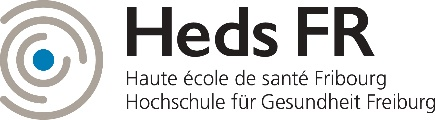 Heds FR
Haute école de santé Fribourg
Hochschule für Gesundheit Freiburg